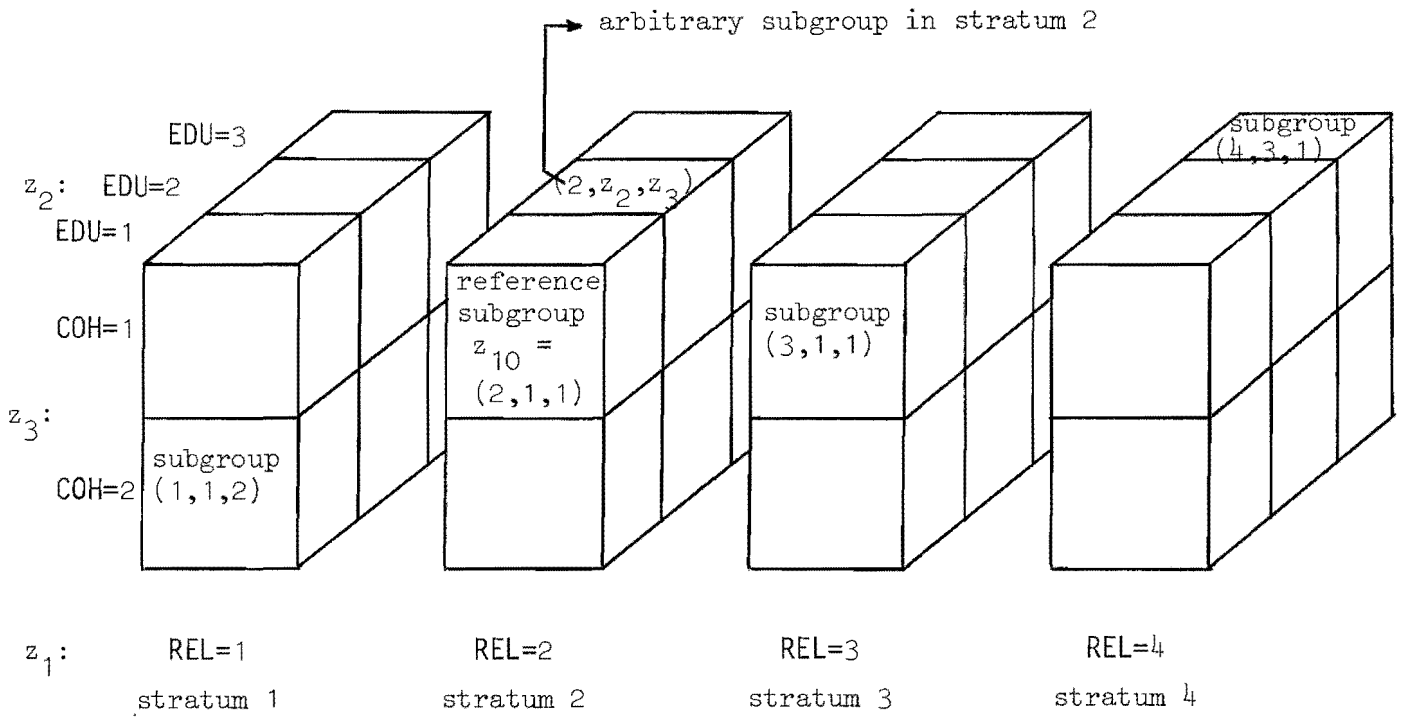 arbitrary subgroup in stratum 2
EDU=3
z₂: EDU=2
EDU=1
(2,z₂,z₃)
subgroup
(4,3,1)
COH=1
z₃:
COH=2
reference
subgroup
z₁₀ =
(2,1,1)
subgroup
(3,1,1)
subgroup
(1,1,2)
z₁: REL=1 REL=2 REL=3 REL=4
stratum 1 stratum 2 stratum 3 stratum 4